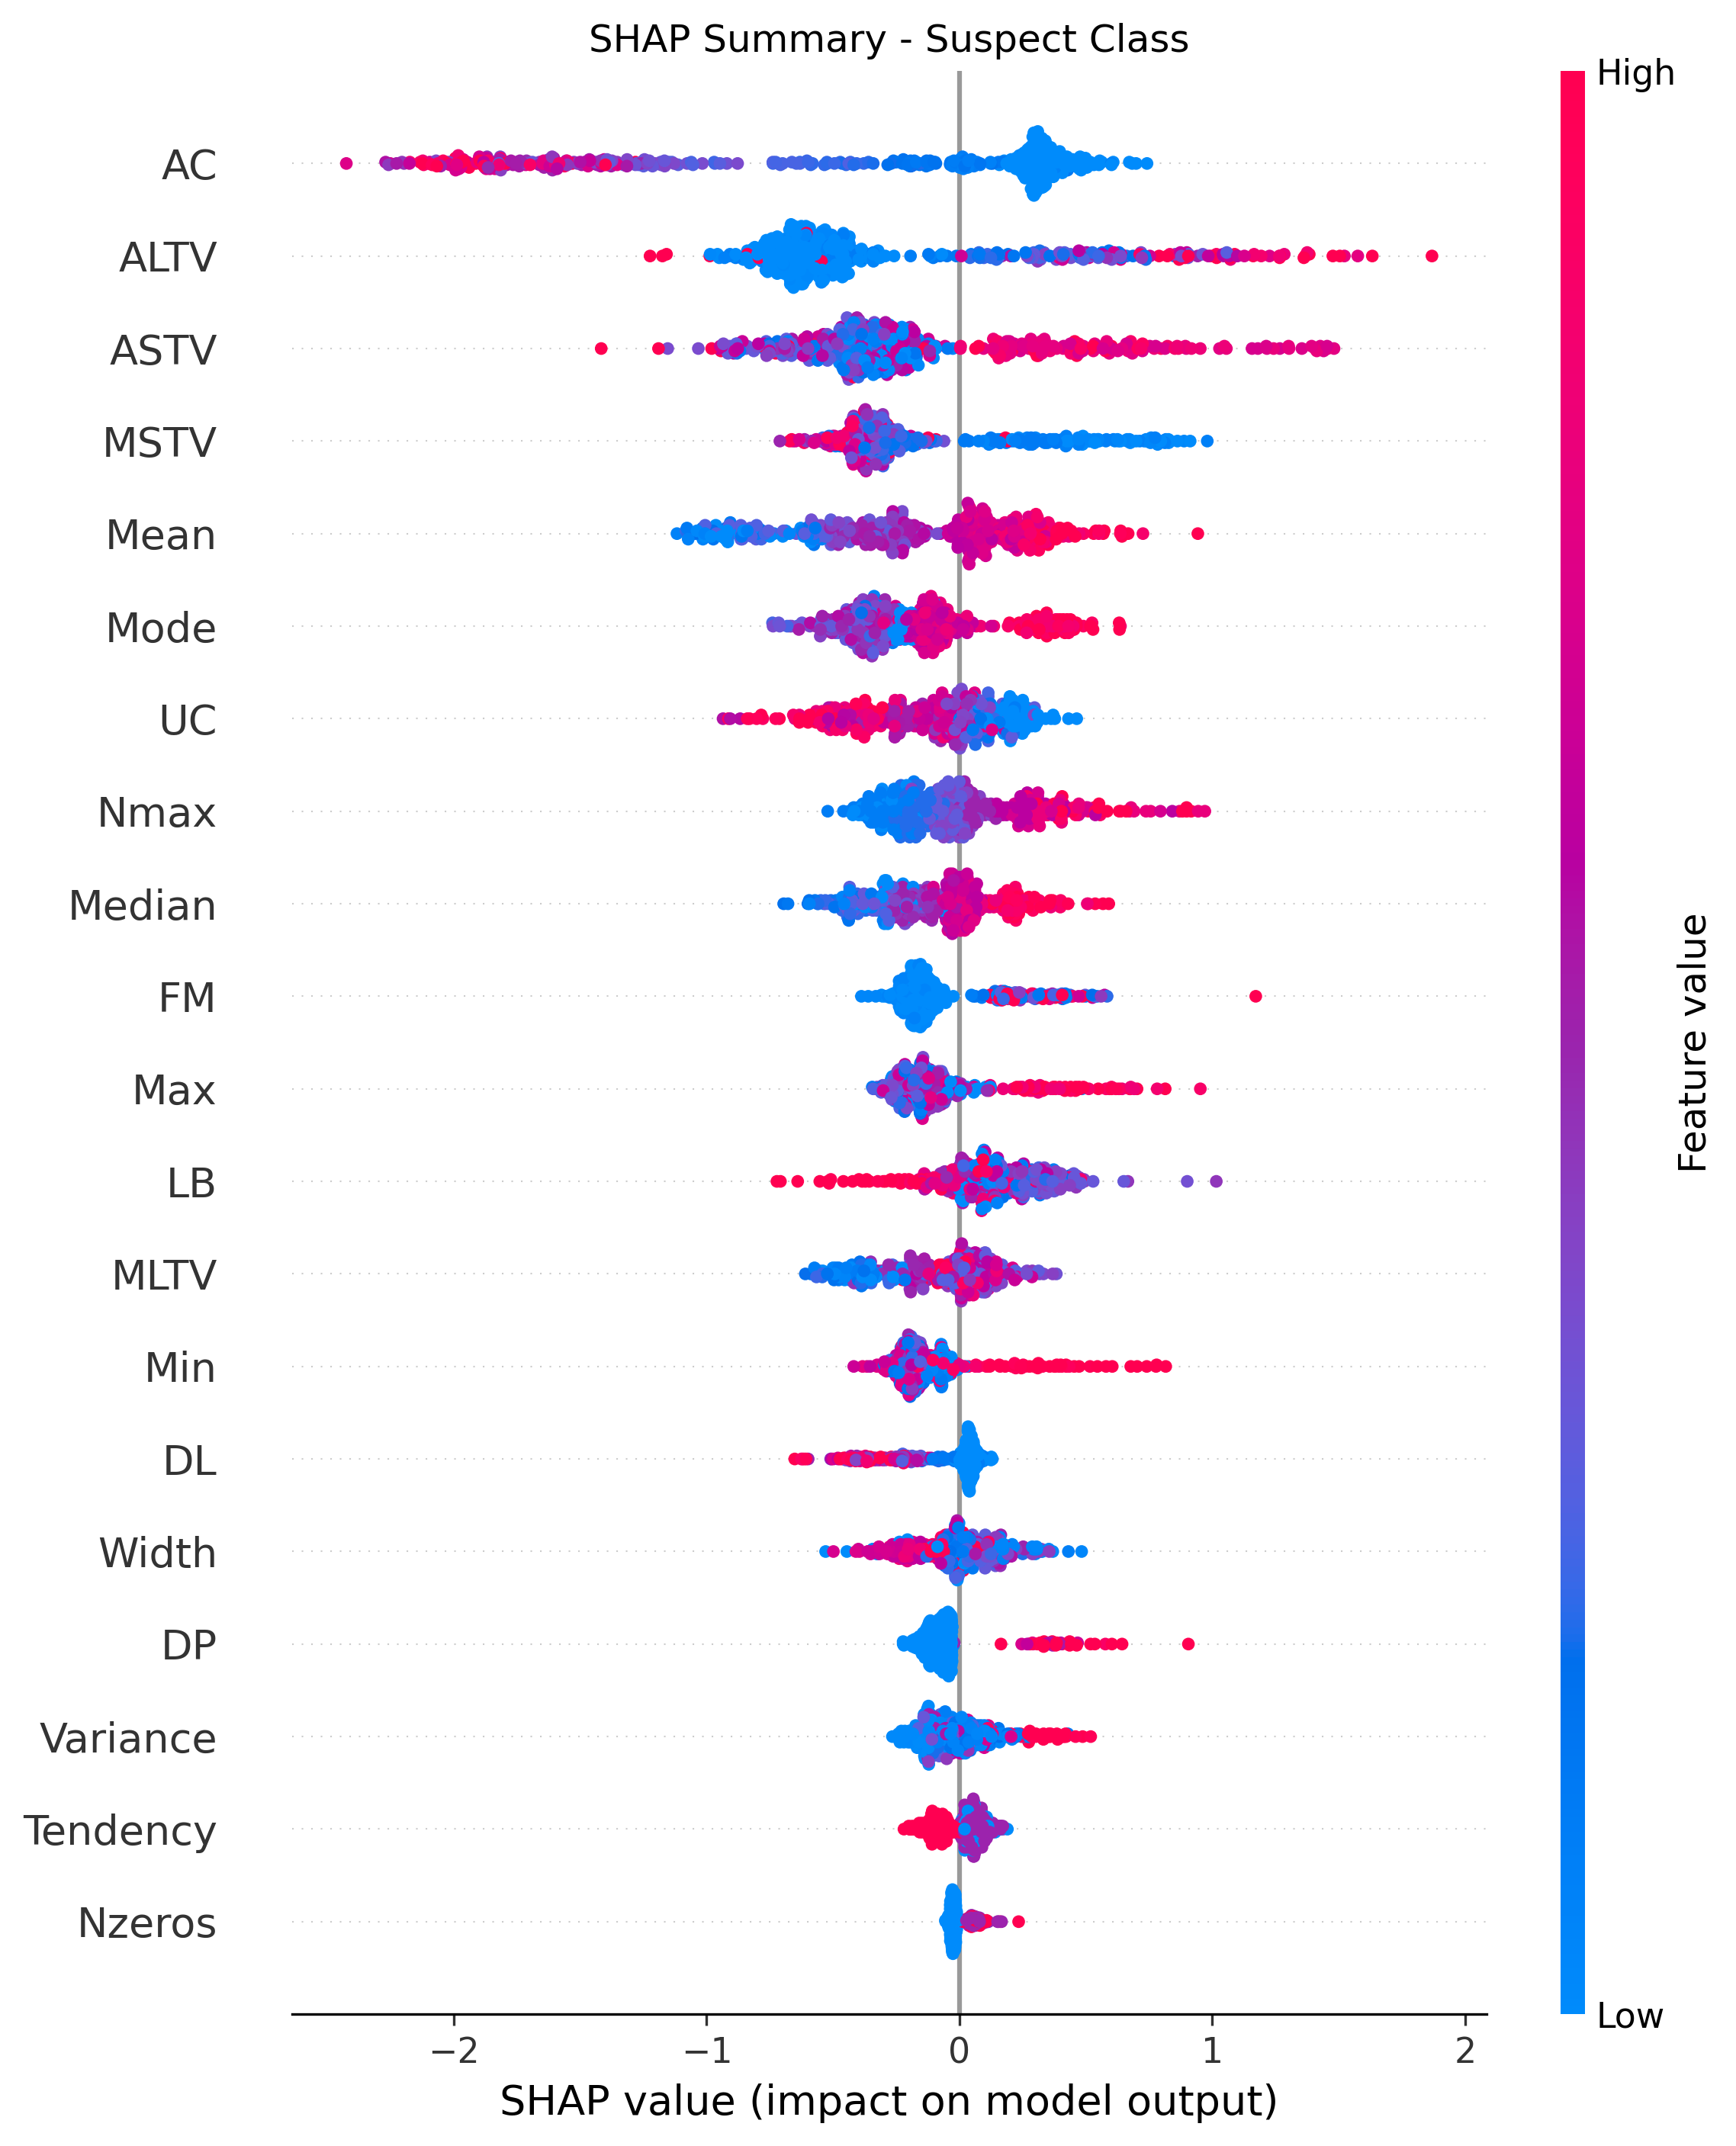 SHAP Summary - Suspect Class
High
AC
ALTV
ASTV
MSTV
Mean
Mode
UC
Nmax
Median
FM
Max
LB
MLTV
Min
DL
Width
DP
Variance
Tendency
Nzeros
Feature value
Low
−2 −1 0 1 2
SHAP value (impact on model output)